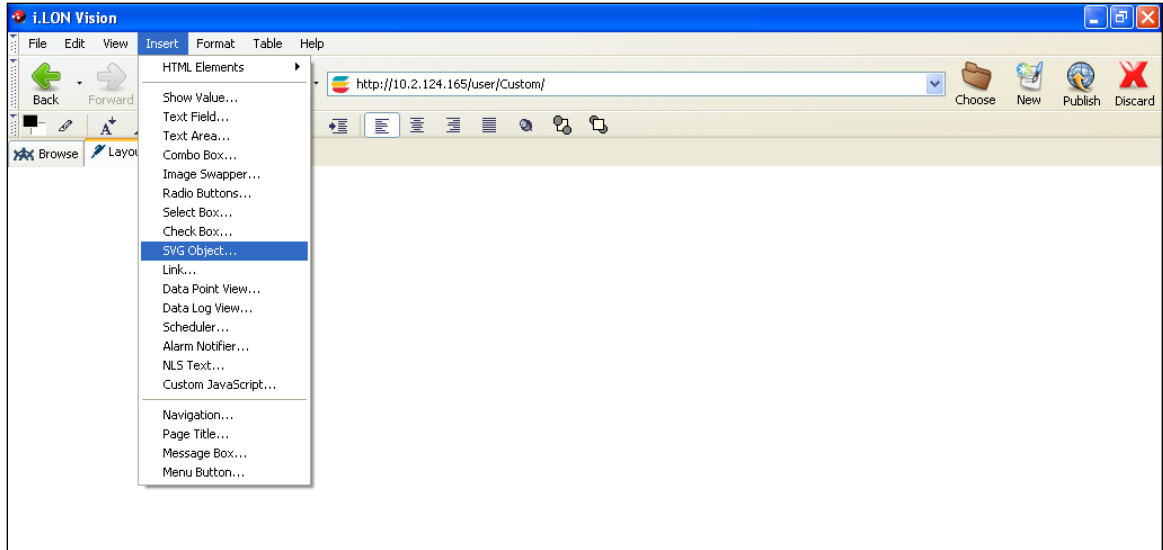 i.LON Vision
File Edit View Insert Format Table Help
Back Forward http://10.2.124.165/user/Custom/ Choose New Publish Discard
Browse Layou
HTML Elements
Show Value...
Text Field...
Text Area...
Combo Box...
Image Swapper...
Radio Buttons...
Select Box...
Check Box...
SVG Object...
Link...
Data Point View...
Data Log View...
Scheduler...
Alarm Notifier...
NLS Text...
Custom JavaScript...
Navigation...
Page Title...
Message Box...
Menu Button...